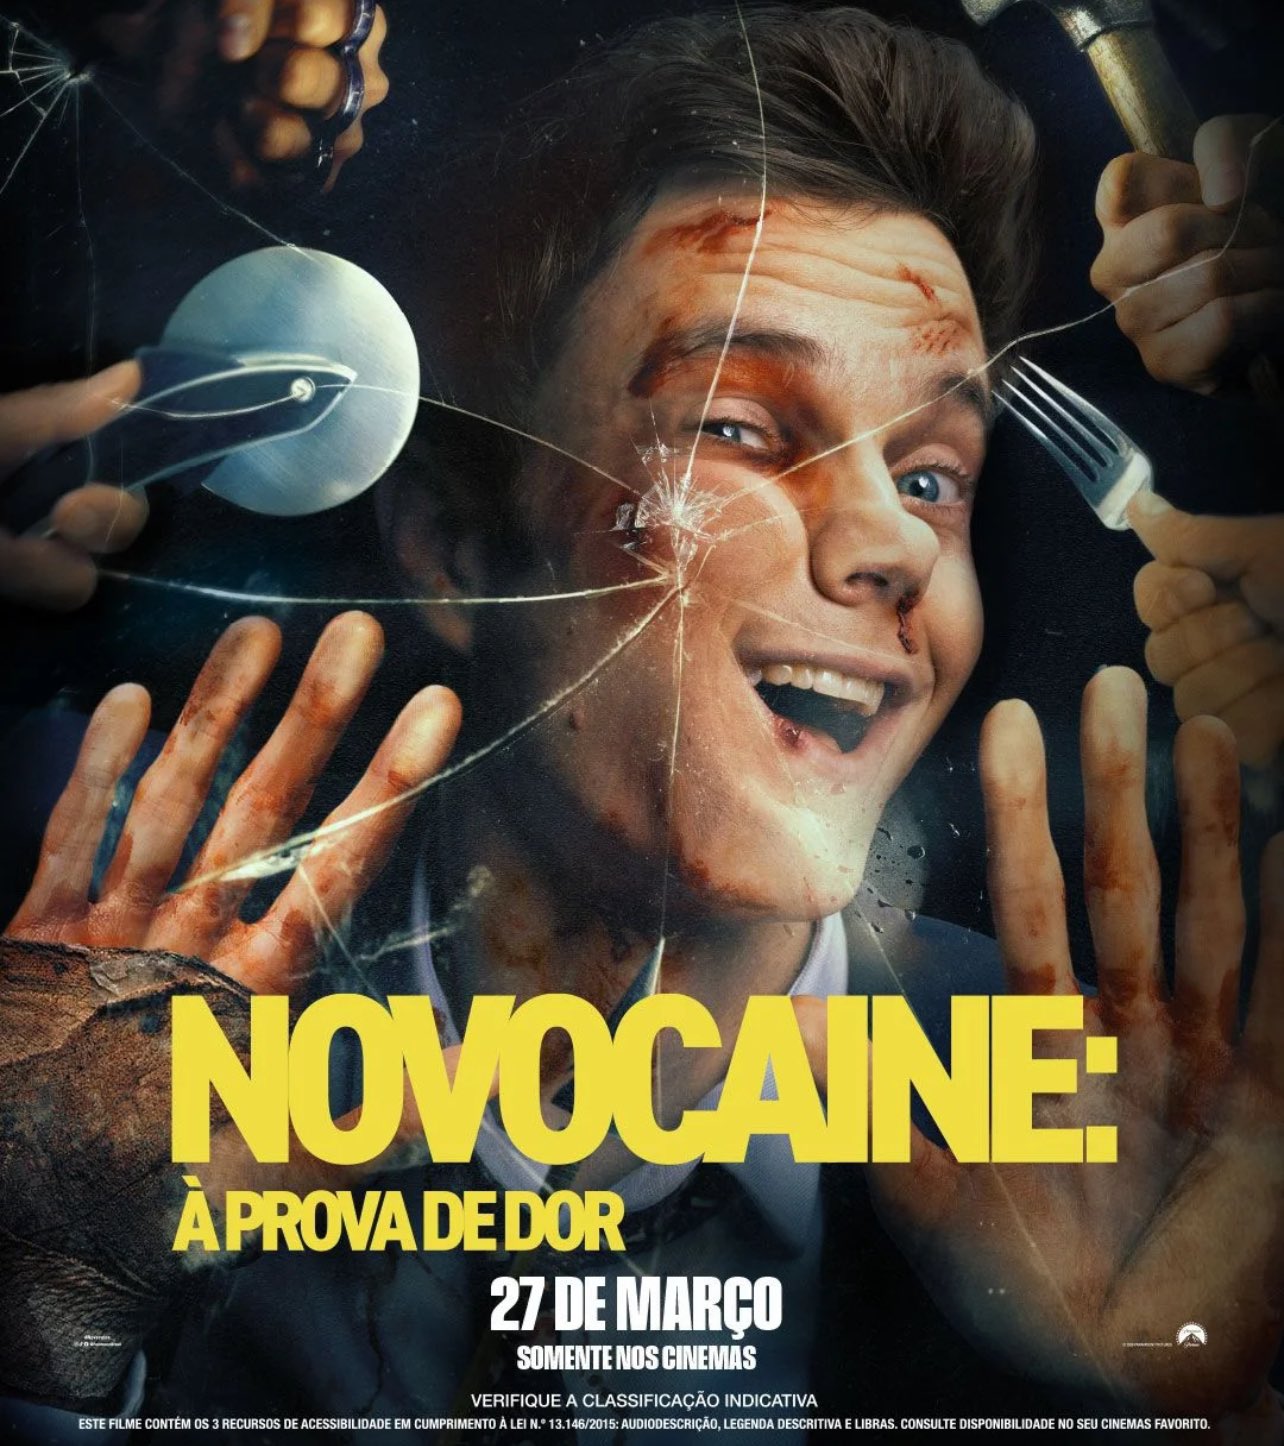 NOVOCAINE:
À PROVA DE DOR
27 DE MARÇO
SOMENTE NOS CINEMAS
VERIFIQUE A CLASSIFICAÇÃO INDICATIVA
ESTE FILME CONTÉM OS 3 RECURSOS DE ACESSIBILIDADE EM CUMPRIMENTO À LEI N.º 13.146/2015: AUDIODESCRIÇÃO, LEGENDA DESCRITIVA E LIBRAS. CONSULTE DISPONIBILIDADE NO SEU CINEMAS FAVORITO.